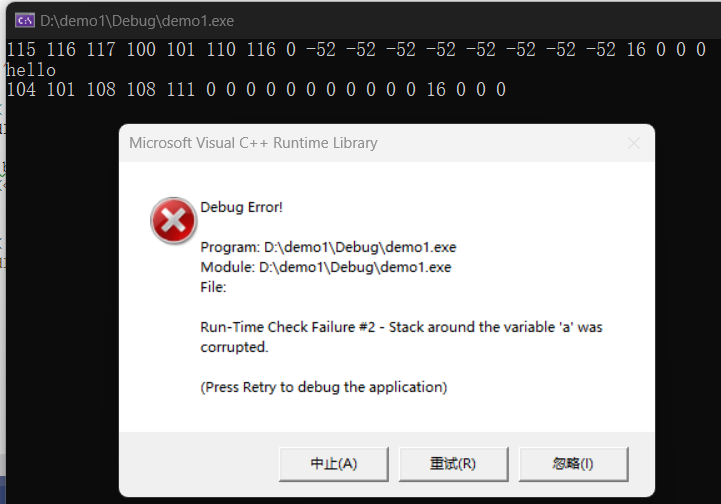 D:\demo1\Debug\demo1.exe
115 116 117 100 101 110 116 0 -52 -52 -52 -52 -52 -52 -52 -52 16 0 0 0
hello
104 101 108 108 111 0 0 0 0 0 0 0 0 0 0 0 16 0 0 0
Microsoft Visual C++ Runtime Library
Debug Error!
Program: D:\demo1\Debug\demo1.exe
Module: D:\demo1\Debug\demo1.exe
File:
Run-Time Check Failure #2 - Stack around the variable 'a' was
corrupted.
(Press Retry to debug the application)
中止(A) 重试(R) 忽略(I)